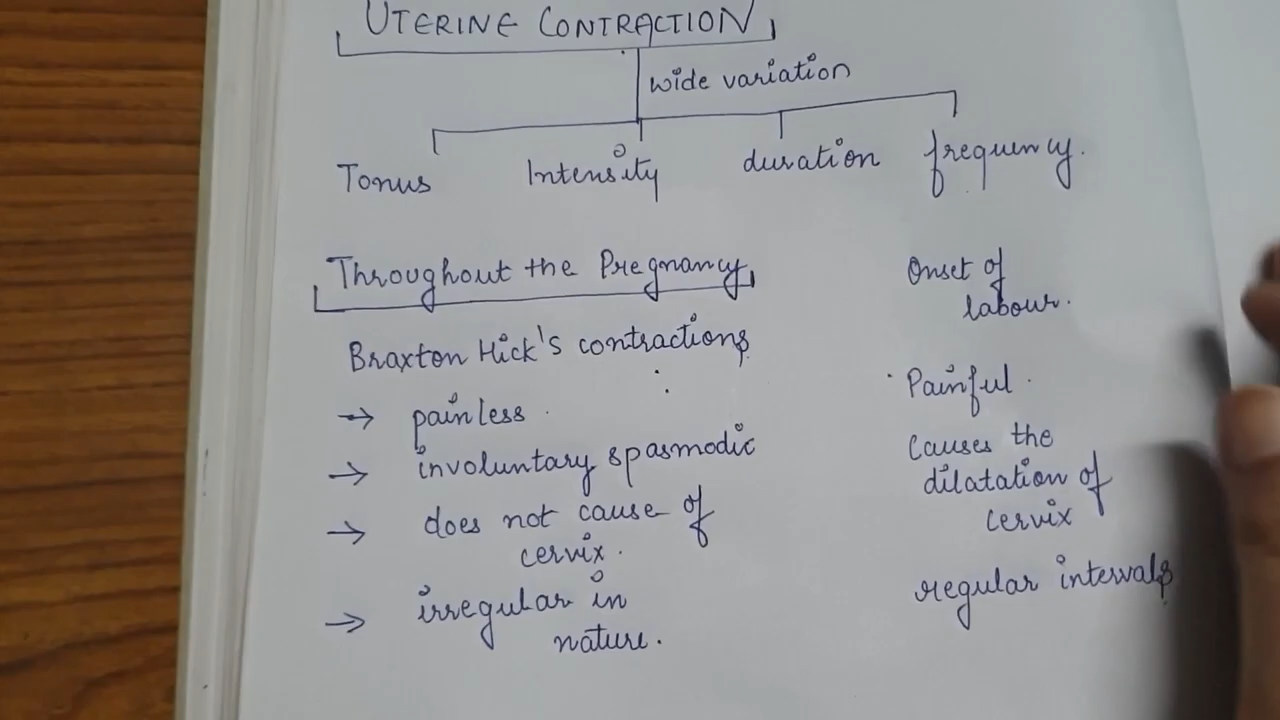 UTERINE CONTRACTION
wide variation
Tonus Intensity duration frequency.
Throughout the Pregnancy
Onset of
labour.
Braxton Hick's contractions
Painful.
→ painless.
→ involuntary spasmodic
Causes the
dilatation of
cervix
→ does not cause of
cervix.
→ irregular in
nature.
regular intervals